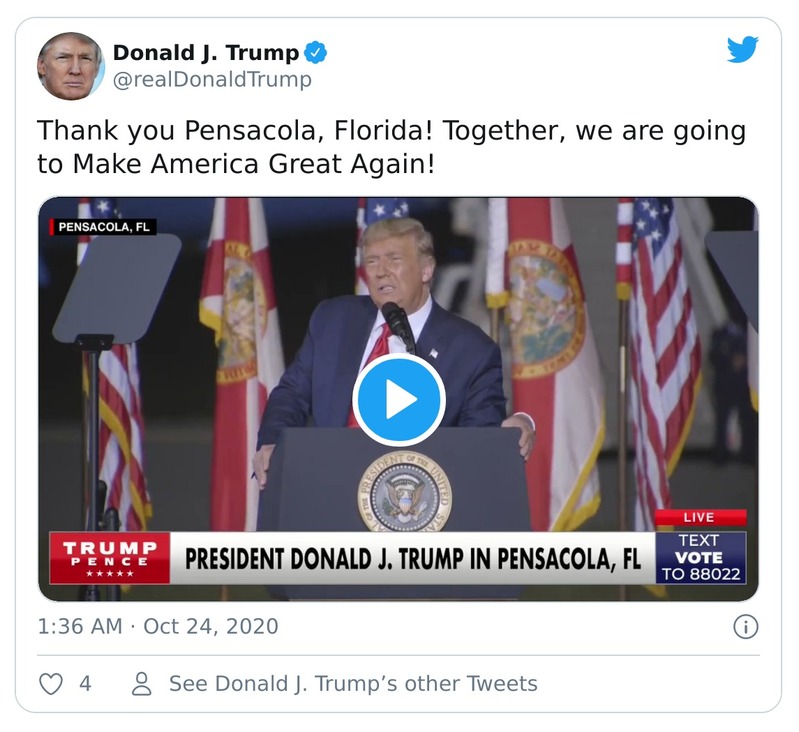 Donald J. Trump
@realDonaldTrump
Thank you Pensacola, Florida! Together, we are going
to Make America Great Again!
PENSACOLA, FL
PRESIDENT OF THE UNITED STA
LIVE
TRUMP
PENCE
PRESIDENT DONALD J. TRUMP IN PENSACOLA, FL
TEXT
VOTE
TO 88022
1:36 AM · Oct 24, 2020
4
See Donald J. Trump’s other Tweets